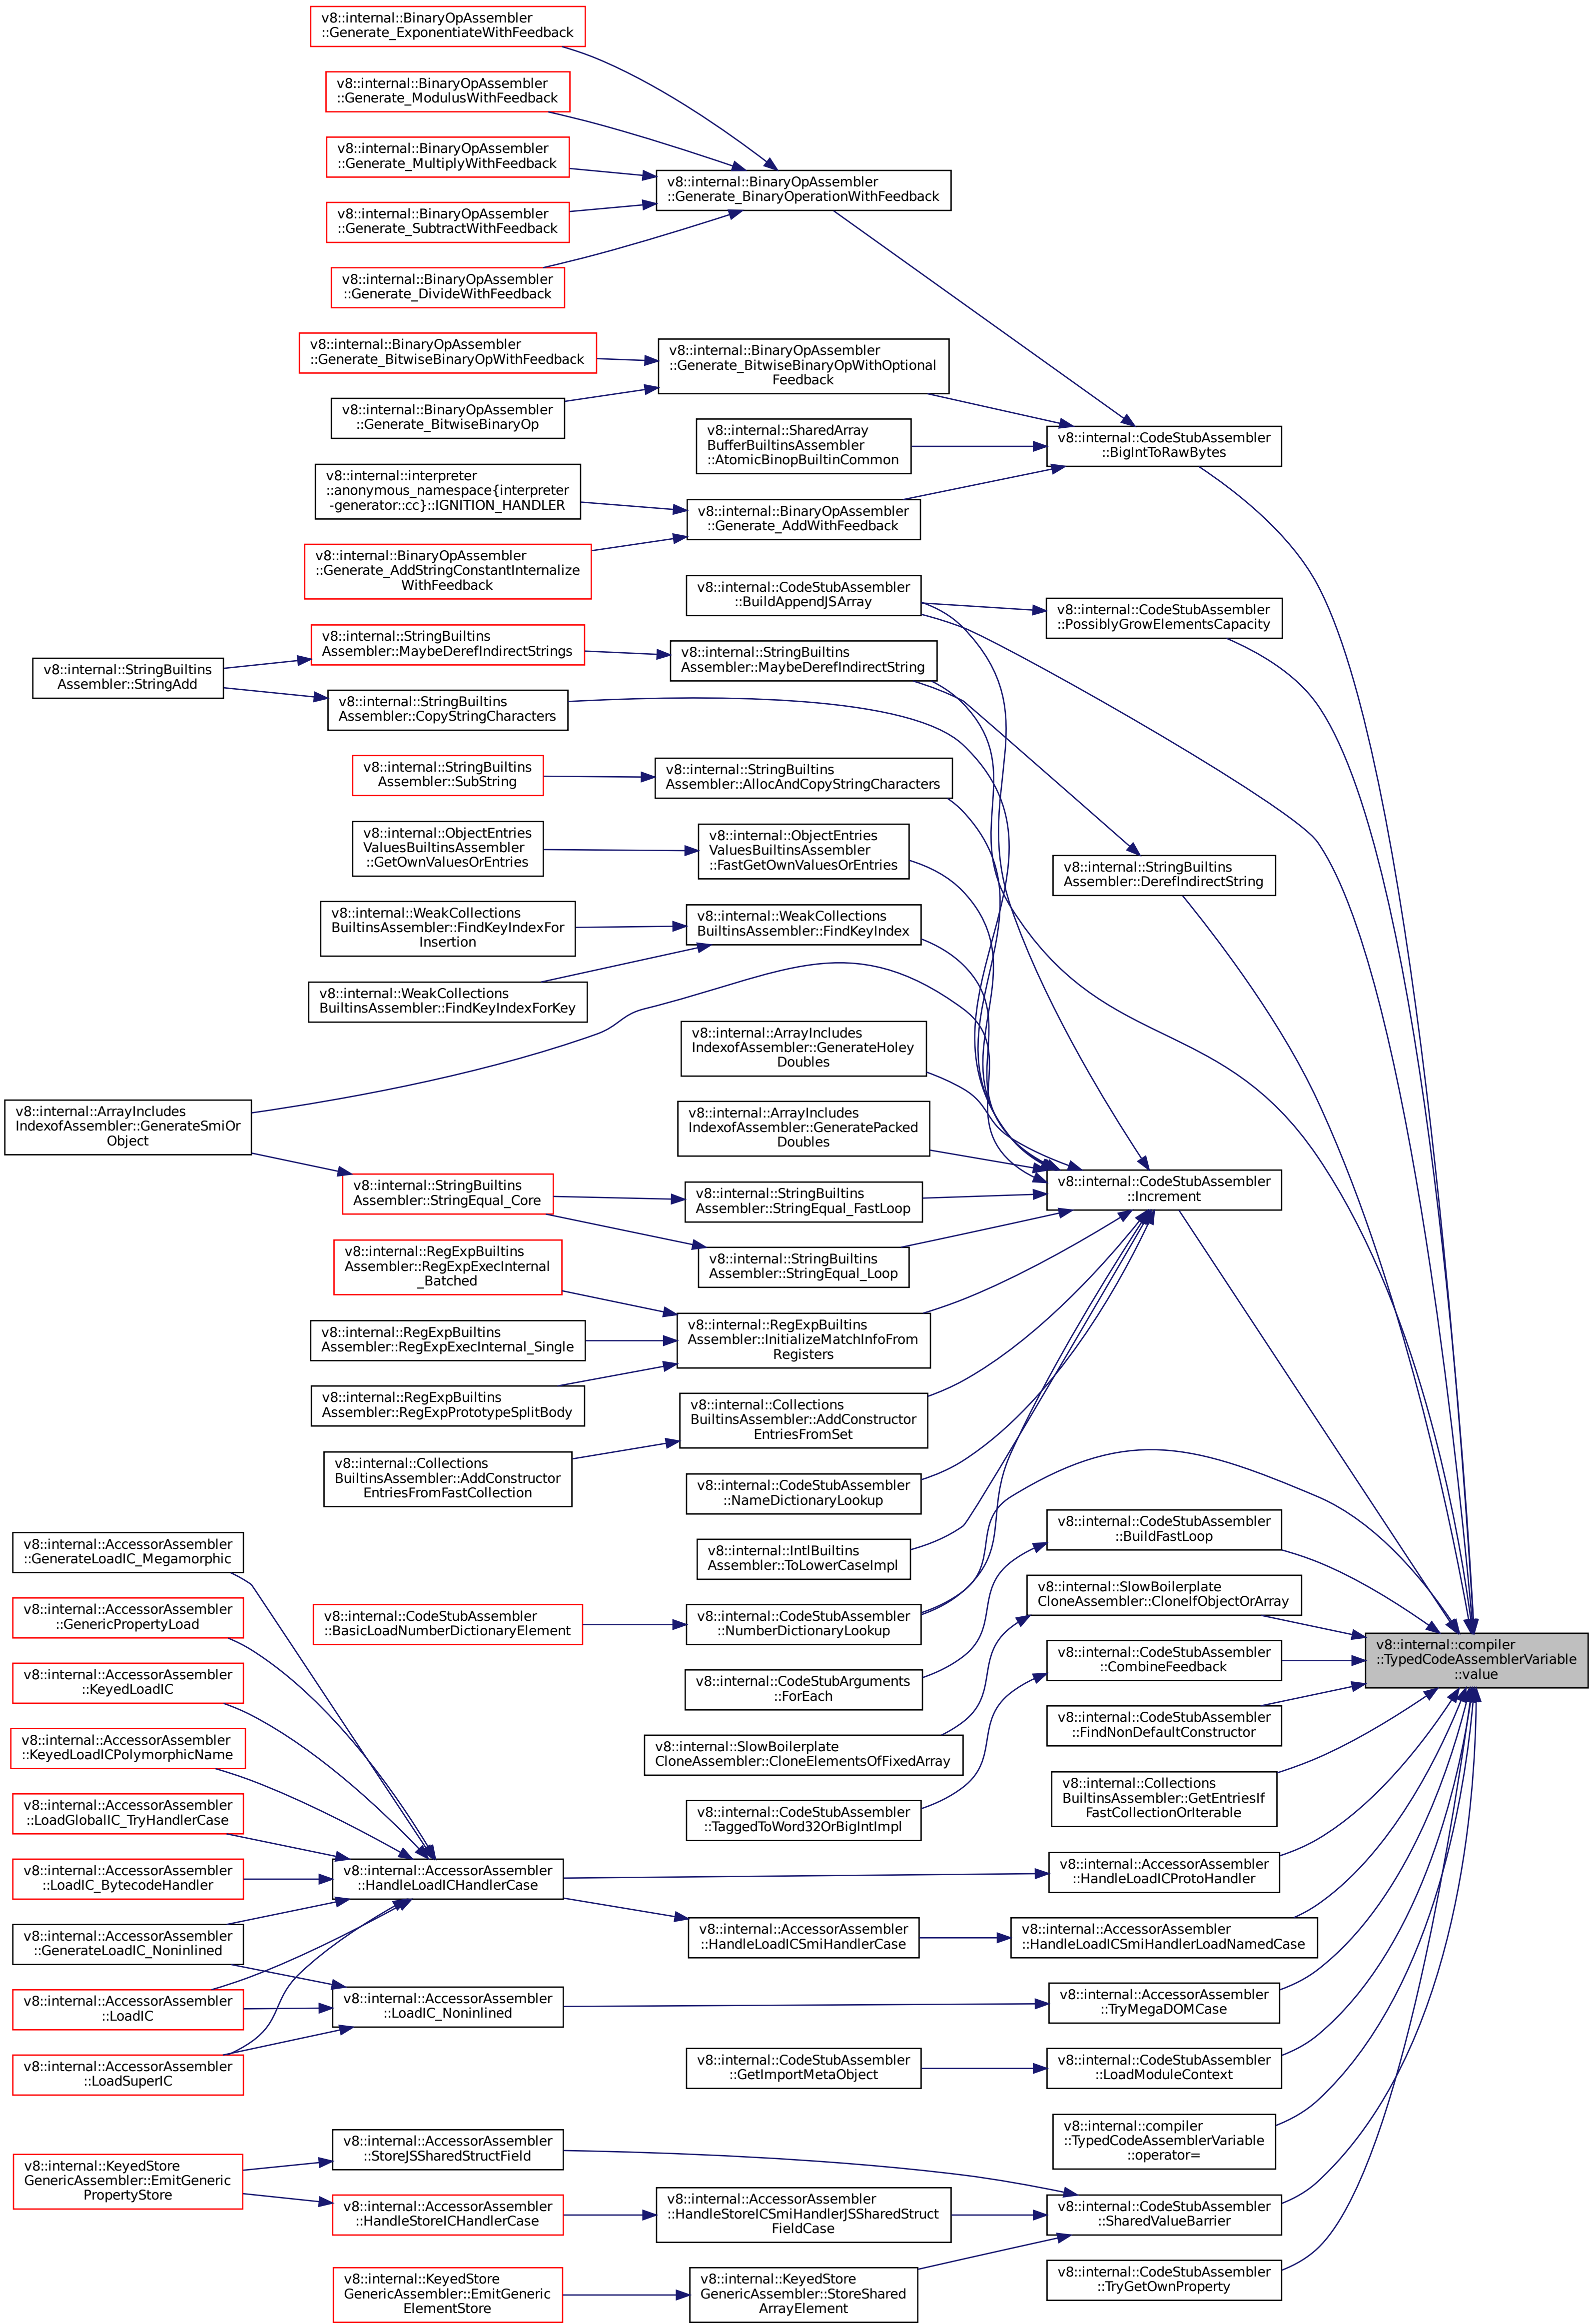 v8::internal::BinaryOpAssembler
::Generate_ExponentiateWithFeedback
v8::internal::BinaryOpAssembler
::Generate_ModulusWithFeedback
v8::internal::BinaryOpAssembler
::Generate_MultiplyWithFeedback
v8::internal::BinaryOpAssembler
::Generate_BinaryOperationWithFeedback
v8::internal::BinaryOpAssembler
::Generate_SubtractWithFeedback
v8::internal::BinaryOpAssembler
::Generate_DivideWithFeedback
v8::internal::BinaryOpAssembler
::Generate_BitwiseBinaryOpWithFeedback
v8::internal::BinaryOpAssembler
::Generate_BitwiseBinaryOpWithOptional
Feedback
v8::internal::BinaryOpAssembler
::Generate_BitwiseBinaryOp
v8::internal::SharedArray
BufferBuiltinsAssembler
::AtomicBinopBuiltinCommon
v8::internal::CodeStubAssembler
::BigIntToRawBytes
v8::internal::interpreter
::anonymous_namespace{interpreter
-generator::cc}::IGNITION_HANDLER
v8::internal::BinaryOpAssembler
::Generate_AddWithFeedback
v8::internal::BinaryOpAssembler
::Generate_AddStringConstantInternalize
WithFeedback
v8::internal::CodeStubAssembler
::BuildAppendJSArray
v8::internal::CodeStubAssembler
::PossiblyGrowElementsCapacity
v8::internal::StringBuiltins
Assembler::MaybeDerefIndirectStrings
v8::internal::StringBuiltins
Assembler::MaybeDerefIndirectString
v8::internal::StringBuiltins
Assembler::StringAdd
v8::internal::StringBuiltins
Assembler::CopyStringCharacters
v8::internal::StringBuiltins
Assembler::SubString
v8::internal::StringBuiltins
Assembler::AllocAndCopyStringCharacters
v8::internal::ObjectEntries
ValuesBuiltinsAssembler
::GetOwnValuesOrEntries
v8::internal::ObjectEntries
ValuesBuiltinsAssembler
::FastGetOwnValuesOrEntries
v8::internal::StringBuiltins
Assembler::DerefIndirectString
v8::internal::WeakCollections
BuiltinsAssembler::FindKeyIndexFor
Insertion
v8::internal::WeakCollections
BuiltinsAssembler::FindKeyIndex
v8::internal::WeakCollections
BuiltinsAssembler::FindKeyIndexForKey
v8::internal::ArrayIncludes
IndexofAssembler::GenerateHoley
Doubles
v8::internal::ArrayIncludes
IndexofAssembler::GenerateSmiOr
Object
v8::internal::ArrayIncludes
IndexofAssembler::GeneratePacked
Doubles
v8::internal::StringBuiltins
Assembler::StringEqual_Core
v8::internal::StringBuiltins
Assembler::StringEqual_FastLoop
v8::internal::CodeStubAssembler
::Increment
v8::internal::RegExpBuiltins
Assembler::RegExpExecInternal
_Batched
v8::internal::StringBuiltins
Assembler::StringEqual_Loop
v8::internal::RegExpBuiltins
Assembler::RegExpExecInternal_Single
v8::internal::RegExpBuiltins
Assembler::InitializeMatchInfoFrom
Registers
v8::internal::RegExpBuiltins
Assembler::RegExpPrototypeSplitBody
v8::internal::Collections
BuiltinsAssembler::AddConstructor
EntriesFromSet
v8::internal::Collections
BuiltinsAssembler::AddConstructor
EntriesFromFastCollection
v8::internal::CodeStubAssembler
::NameDictionaryLookup
v8::internal::AccessorAssembler
::GenerateLoadIC_Megamorphic
v8::internal::IntlBuiltins
Assembler::ToLowerCaseImpl
v8::internal::CodeStubAssembler
::BuildFastLoop
v8::internal::SlowBoilerplate
CloneAssembler::CloneIfObjectOrArray
v8::internal::AccessorAssembler
::GenericPropertyLoad
v8::internal::CodeStubAssembler
::BasicLoadNumberDictionaryElement
v8::internal::CodeStubAssembler
::NumberDictionaryLookup
v8::internal::CodeStubAssembler
::CombineFeedback
v8::internal::compiler
::TypedCodeAssemblerVariable
::value
v8::internal::AccessorAssembler
::KeyedLoadIC
v8::internal::CodeStubArguments
::ForEach
v8::internal::CodeStubAssembler
::FindNonDefaultConstructor
v8::internal::AccessorAssembler
::KeyedLoadICPolymorphicName
v8::internal::SlowBoilerplate
CloneAssembler::CloneElementsOfFixedArray
v8::internal::Collections
BuiltinsAssembler::GetEntriesIf
FastCollectionOrIterable
v8::internal::AccessorAssembler
::LoadGlobalIC_TryHandlerCase
v8::internal::CodeStubAssembler
::TaggedToWord32OrBigIntImpl
v8::internal::AccessorAssembler
::LoadIC_BytecodeHandler
v8::internal::AccessorAssembler
::HandleLoadICHandlerCase
v8::internal::AccessorAssembler
::HandleLoadICProtoHandler
v8::internal::AccessorAssembler
::GenerateLoadIC_Noninlined
v8::internal::AccessorAssembler
::HandleLoadICSmiHandlerCase
v8::internal::AccessorAssembler
::HandleLoadICSmiHandlerLoadNamedCase
v8::internal::AccessorAssembler
::LoadIC
v8::internal::AccessorAssembler
::LoadIC_Noninlined
v8::internal::AccessorAssembler
::TryMegaDOMCase
v8::internal::AccessorAssembler
::LoadSuperIC
v8::internal::CodeStubAssembler
::GetImportMetaObject
v8::internal::CodeStubAssembler
::LoadModuleContext
v8::internal::compiler
::TypedCodeAssemblerVariable
::operator=
v8::internal::AccessorAssembler
::StoreJSSharedStructField
v8::internal::KeyedStore
GenericAssembler::EmitGeneric
PropertyStore
v8::internal::AccessorAssembler
::HandleStoreICHandlerCase
v8::internal::AccessorAssembler
::HandleStoreICSmiHandlerJSSharedStruct
FieldCase
v8::internal::CodeStubAssembler
::SharedValueBarrier
v8::internal::KeyedStore
GenericAssembler::EmitGeneric
ElementStore
v8::internal::KeyedStore
GenericAssembler::StoreShared
ArrayElement
v8::internal::CodeStubAssembler
::TryGetOwnProperty